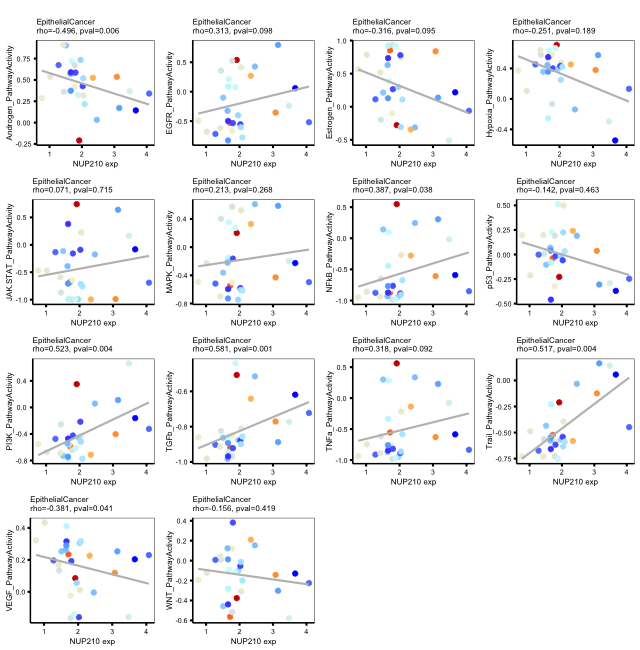 EpithelialCancer
rho=-0.496, pval=0.006
EpithelialCancer
rho=0.313, pval=0.098
EpithelialCancer
rho=-0.316, pval=0.095
EpithelialCancer
rho=-0.251, pval=0.189
Androgen_PathwayActivity
0.75
0.50
0.25
0.00
-0.25
1 2 3 4
NUP210 exp
EGFR_PathwayActivity
0.5
0.0
-0.5
1 2 3 4
NUP210 exp
Estrogen_PathwayActivity
1.0
0.5
0.0
-0.5
1 2 3 4
NUP210 exp
Hypoxia_PathwayActivity
0.4
0.0
-0.4
1 2 3 4
NUP210 exp
EpithelialCancer
rho=0.071, pval=0.715
EpithelialCancer
rho=0.213, pval=0.268
EpithelialCancer
rho=0.387, pval=0.038
EpithelialCancer
rho=-0.142, pval=0.463
JAK.STAT_PathwayActivity
0.5
0.0
-0.5
-1.0
1 2 3 4
NUP210 exp
MAPK_PathwayActivity
0.4
0.0
-0.4
-0.8
1 2 3 4
NUP210 exp
NFkB_PathwayActivity
0.5
0.0
-0.5
-1.0
1 2 3 4
NUP210 exp
p53_PathwayActivity
0.50
0.25
0.00
-0.25
-0.50
1 2 3 4
NUP210 exp
EpithelialCancer
rho=0.523, pval=0.004
EpithelialCancer
rho=0.581, pval=0.001
EpithelialCancer
rho=0.318, pval=0.092
EpithelialCancer
rho=0.517, pval=0.004
PI3K_PathwayActivity
0.4
0.0
-0.4
-0.8
1 2 3 4
NUP210 exp
TGFb_PathwayActivity
-0.4
-0.6
-0.8
-1.0
1 2 3 4
NUP210 exp
TNFa_PathwayActivity
0.5
0.0
-0.5
-1.0
1 2 3 4
NUP210 exp
Trail_PathwayActivity
0.00
-0.25
-0.50
-0.75
1 2 3 4
NUP210 exp
EpithelialCancer
rho=-0.381, pval=0.041
EpithelialCancer
rho=-0.156, pval=0.419
VEGF_PathwayActivity
0.4
0.2
0.0
1 2 3 4
NUP210 exp
WNT_PathwayActivity
0.4
0.2
0.0
-0.2
-0.4
-0.6
1 2 3 4
NUP210 exp